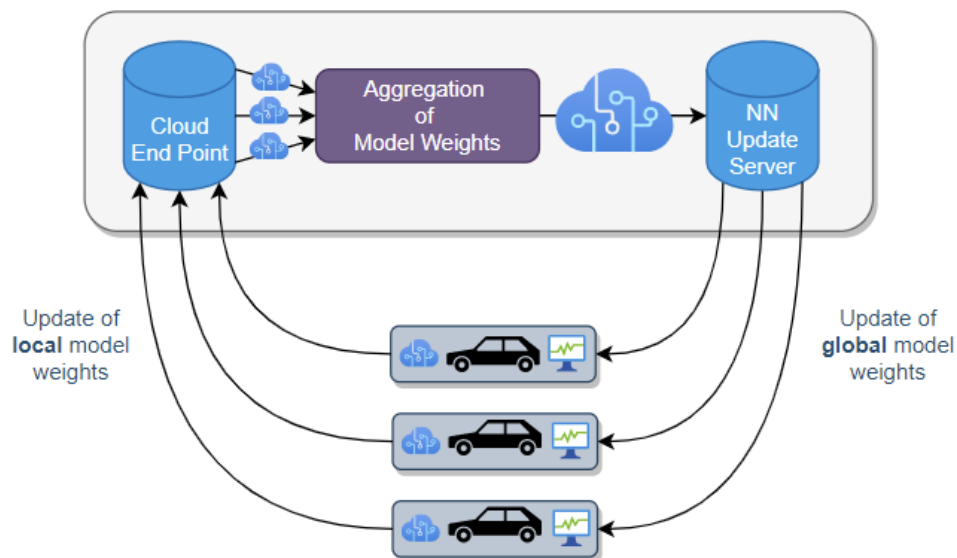 Cloud
End Point
Aggregation
of
Model Weights
NN
Update
Server
Update of
local model
weights
Update of
global model
weights